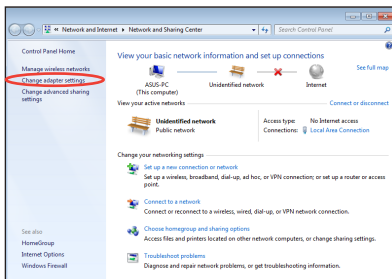 Network and Internet
Network and Sharing Center
Search Control Panel
Control Panel Home
Manage wireless networks
Change adapter settings
Change advanced sharing
settings
View your basic network information and set up connections
See full map
ASUS-PC
(This computer)
Unidentified network
Internet
View your active networks
Connect or disconnect
Unidentified network
Public network
Access type: No Internet access
Connections: Local Area Connection
Change your networking settings
Set up a new connection or network
Set up a wireless, broadband, dial-up, ad hoc, or VPN connection; or set up a router or access
point.
Connect to a network
Connect or reconnect to a wireless, wired, dial-up, or VPN network connection.
Choose homegroup and sharing options
Access files and printers located on other network computers, or change sharing settings.
Troubleshoot problems
Diagnose and repair network problems, or get troubleshooting information.
See also
HomeGroup
Internet Options
Windows Firewall